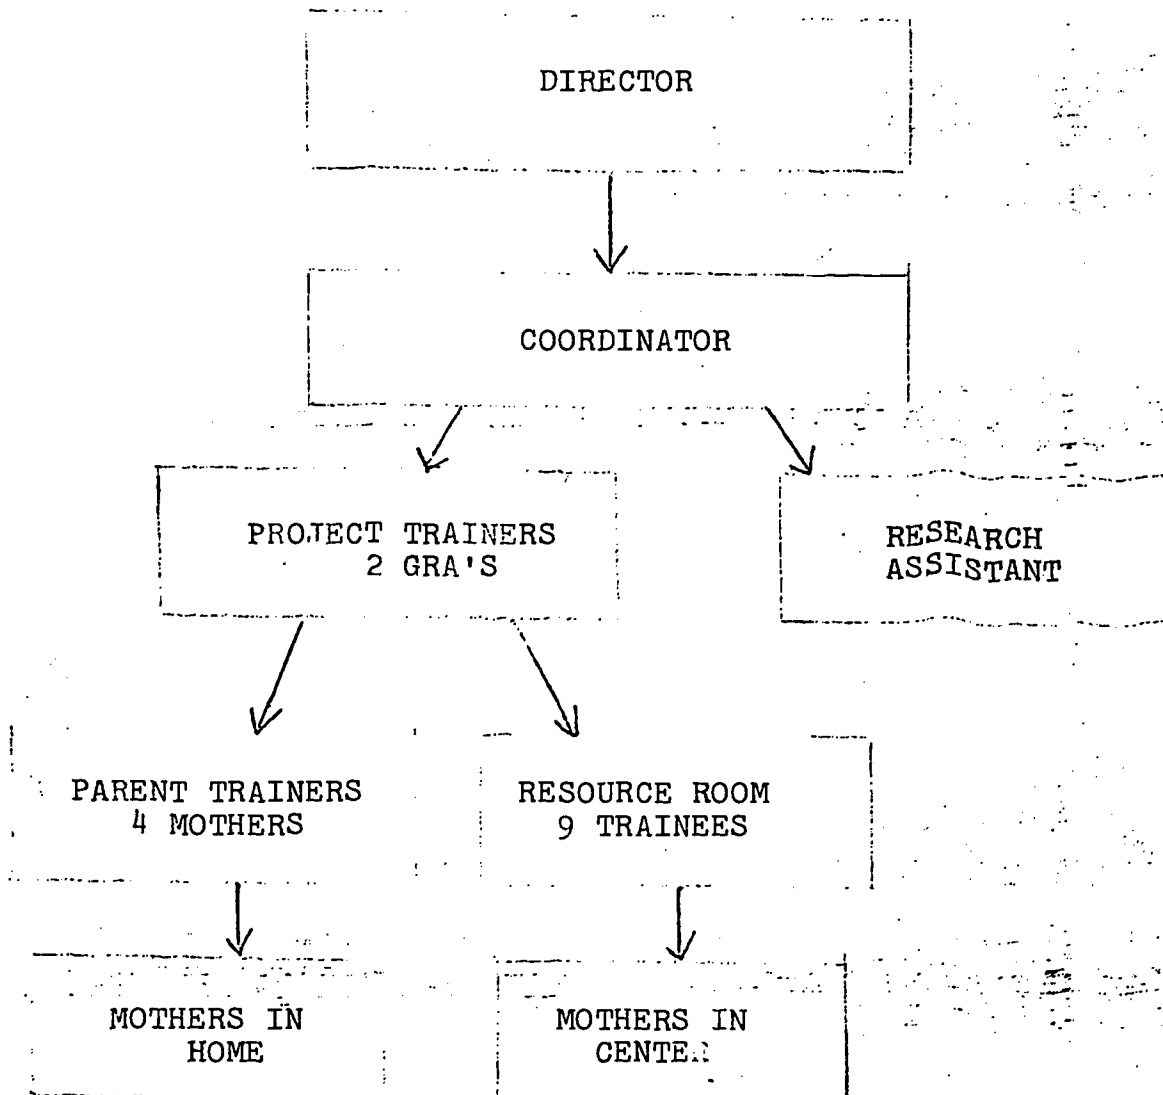 DIRECTOR
COORDINATOR
PROJECT TRAINERS
2 GRA'S
RESEARCH
ASSISTANT
PARENT TRAINERS
4 MOTHERS
RESOURCE ROOM
9 TRAINEES
MOTHERS IN
HOME
MOTHERS IN
CENTER